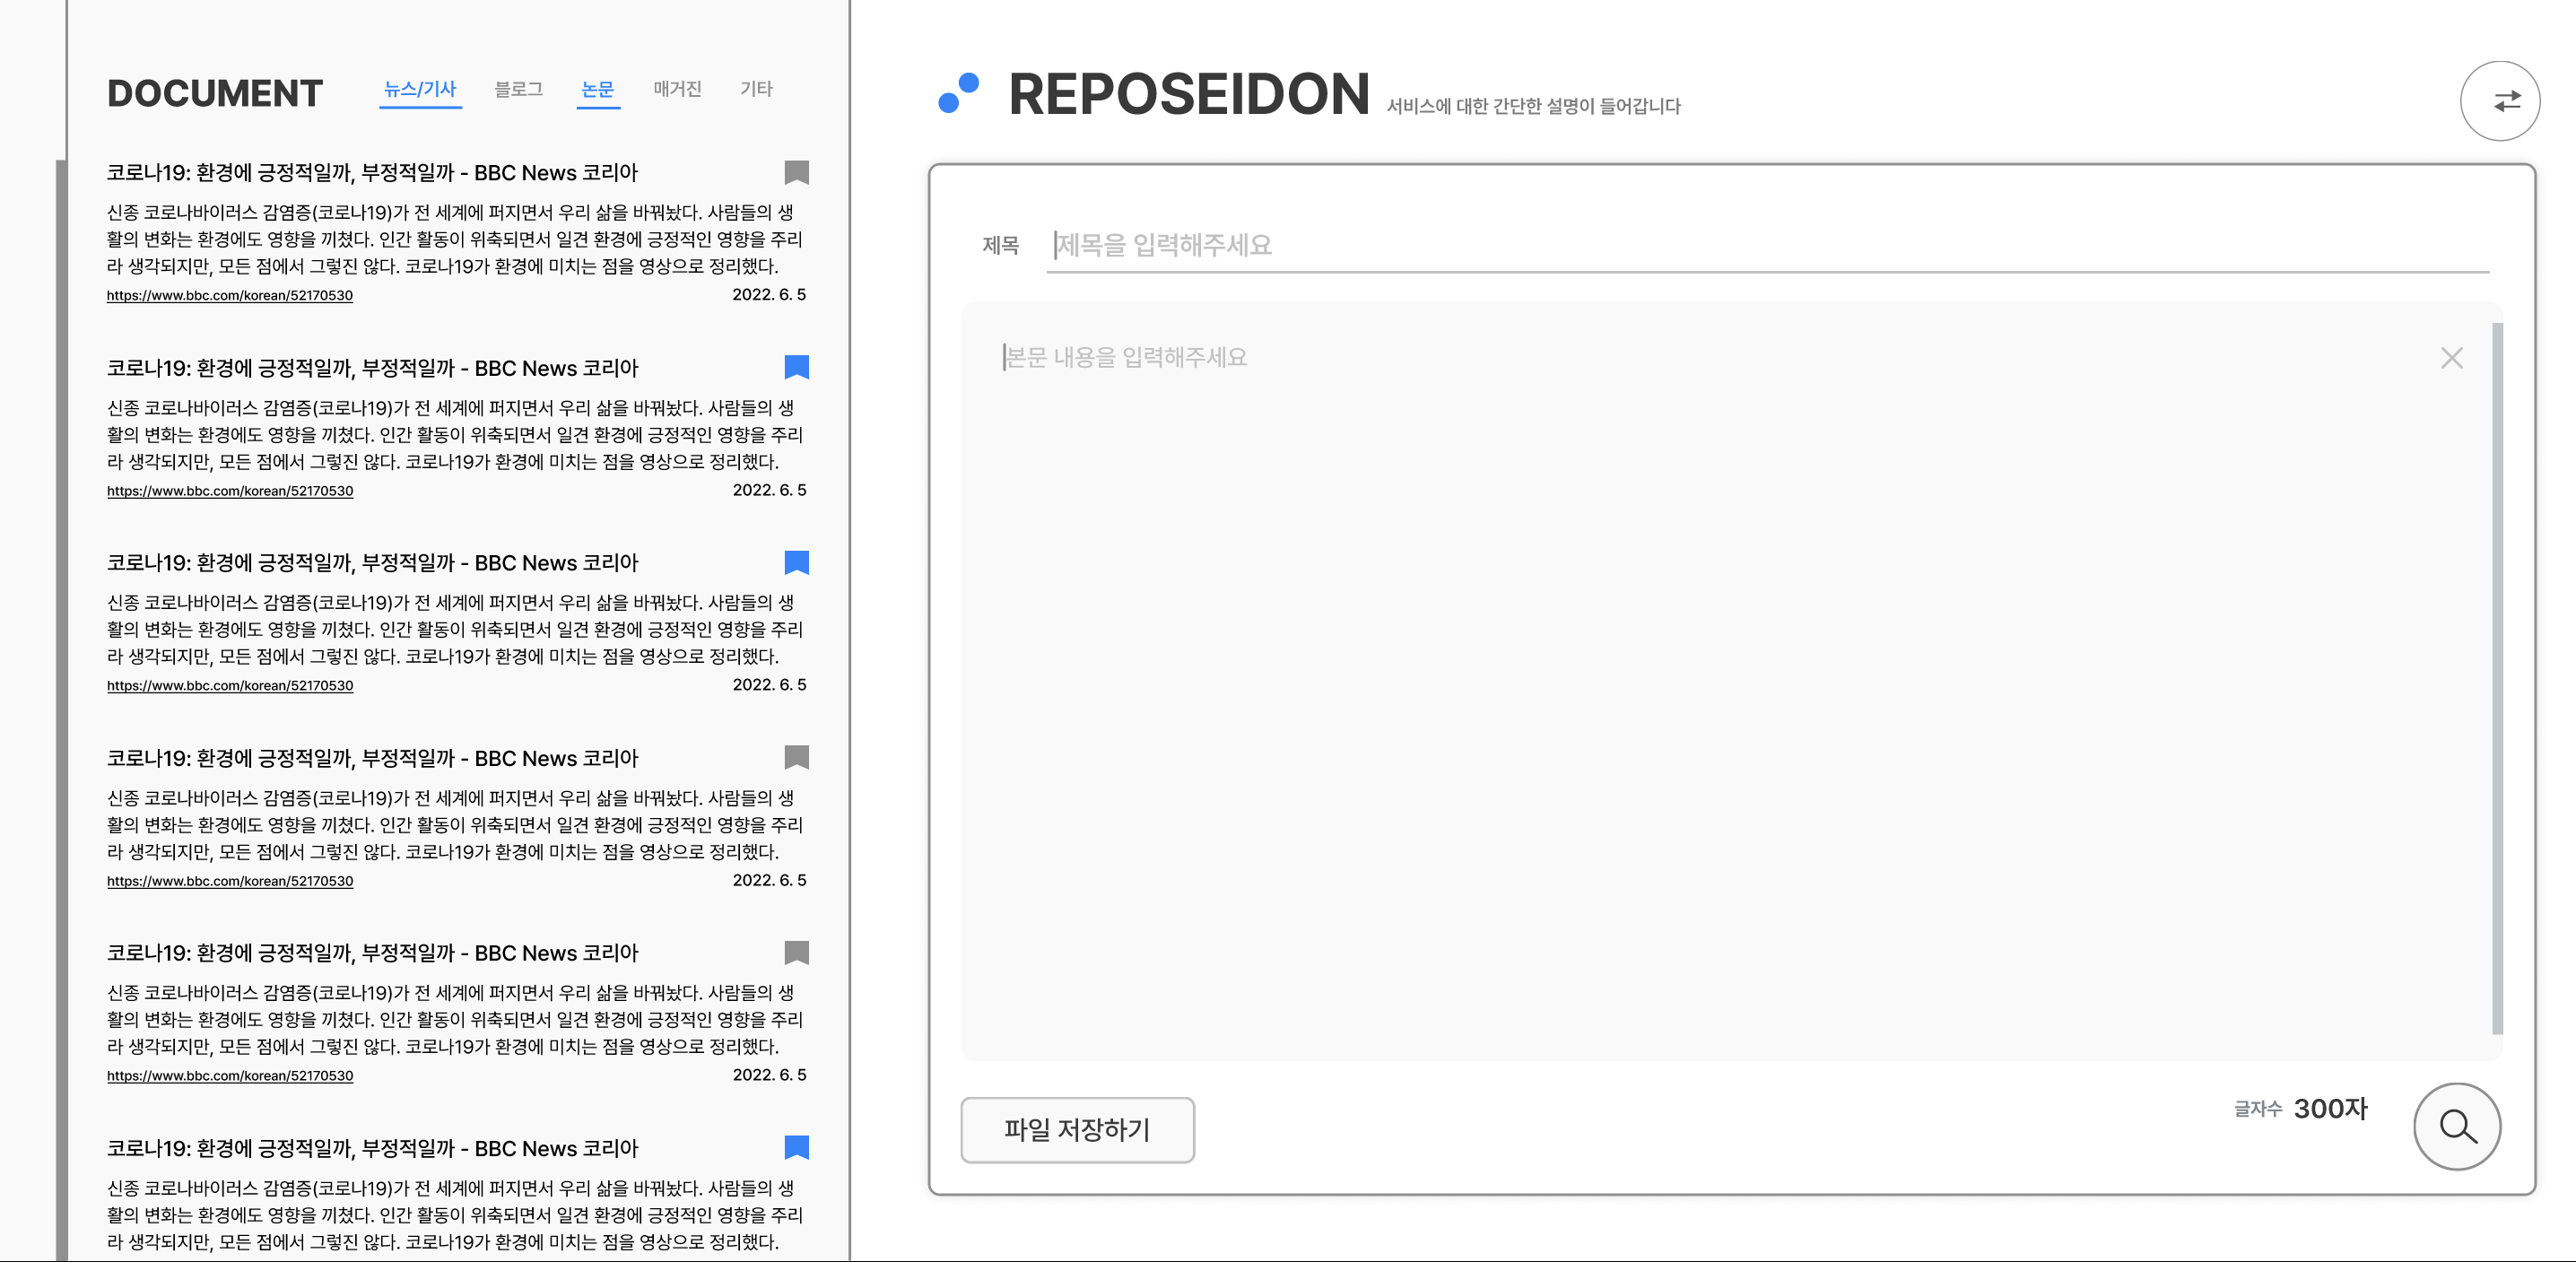 DOCUMENT
뉴스/기사 블로그 논문 매거진 기타
코로나19: 환경에 긍정적일까, 부정적일까 - BBC News 코리아
신종 코로나바이러스 감염증(코로나19)가 전 세계에 퍼지면서 우리 삶을 바꿔놨다. 사람들의 생
활의 변화는 환경에도 영향을 끼쳤다. 인간 활동이 위축되면서 일견 환경에 긍정적인 영향을 주리
라 생각되지만, 모든 점에서 그렇진 않다. 코로나19가 환경에 미치는 점을 영상으로 정리했다.
https://www.bbc.com/korean/52170530 2022. 6. 5
코로나19: 환경에 긍정적일까, 부정적일까 - BBC News 코리아
신종 코로나바이러스 감염증(코로나19)가 전 세계에 퍼지면서 우리 삶을 바꿔놨다. 사람들의 생
활의 변화는 환경에도 영향을 끼쳤다. 인간 활동이 위축되면서 일견 환경에 긍정적인 영향을 주리
라 생각되지만, 모든 점에서 그렇진 않다. 코로나19가 환경에 미치는 점을 영상으로 정리했다.
https://www.bbc.com/korean/52170530 2022. 6. 5
코로나19: 환경에 긍정적일까, 부정적일까 - BBC News 코리아
신종 코로나바이러스 감염증(코로나19)가 전 세계에 퍼지면서 우리 삶을 바꿔놨다. 사람들의 생
활의 변화는 환경에도 영향을 끼쳤다. 인간 활동이 위축되면서 일견 환경에 긍정적인 영향을 주리
라 생각되지만, 모든 점에서 그렇진 않다. 코로나19가 환경에 미치는 점을 영상으로 정리했다.
https://www.bbc.com/korean/52170530 2022. 6. 5
코로나19: 환경에 긍정적일까, 부정적일까 - BBC News 코리아
신종 코로나바이러스 감염증(코로나19)가 전 세계에 퍼지면서 우리 삶을 바꿔놨다. 사람들의 생
활의 변화는 환경에도 영향을 끼쳤다. 인간 활동이 위축되면서 일견 환경에 긍정적인 영향을 주리
라 생각되지만, 모든 점에서 그렇진 않다. 코로나19가 환경에 미치는 점을 영상으로 정리했다.
https://www.bbc.com/korean/52170530 2022. 6. 5
코로나19: 환경에 긍정적일까, 부정적일까 - BBC News 코리아
신종 코로나바이러스 감염증(코로나19)가 전 세계에 퍼지면서 우리 삶을 바꿔놨다. 사람들의 생
활의 변화는 환경에도 영향을 끼쳤다. 인간 활동이 위축되면서 일견 환경에 긍정적인 영향을 주리
라 생각되지만, 모든 점에서 그렇진 않다. 코로나19가 환경에 미치는 점을 영상으로 정리했다.
https://www.bbc.com/korean/52170530 2022. 6. 5
코로나19: 환경에 긍정적일까, 부정적일까 - BBC News 코리아
신종 코로나바이러스 감염증(코로나19)가 전 세계에 퍼지면서 우리 삶을 바꿔놨다. 사람들의 생
활의 변화는 환경에도 영향을 끼쳤다. 인간 활동이 위축되면서 일견 환경에 긍정적인 영향을 주리
라 생각되지만, 모든 점에서 그렇진 않다. 코로나19가 환경에 미치는 점을 영상으로 정리했다.
REPOSEIDON 서비스에 대한 간단한 설명이 들어갑니다
제목 제목을 입력해주세요
본문 내용을 입력해주세요
파일 저장하기
글자수 300자